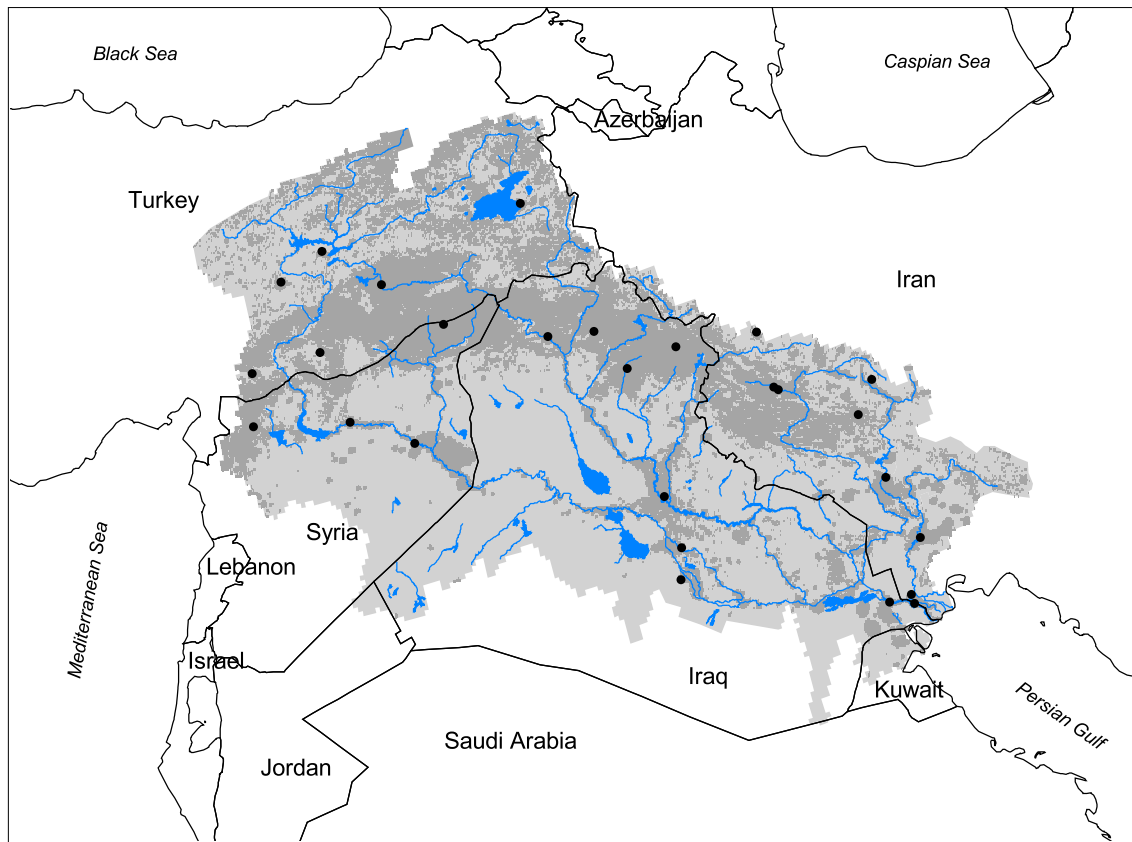 Black Sea
Caspian Sea
Azerbaijan
Turkey
Iran
Syria
Lebanon
Mediterranean Sea
Israel
Iraq
Kuwait
Persian Gulf
Saudi Arabia
Jordan